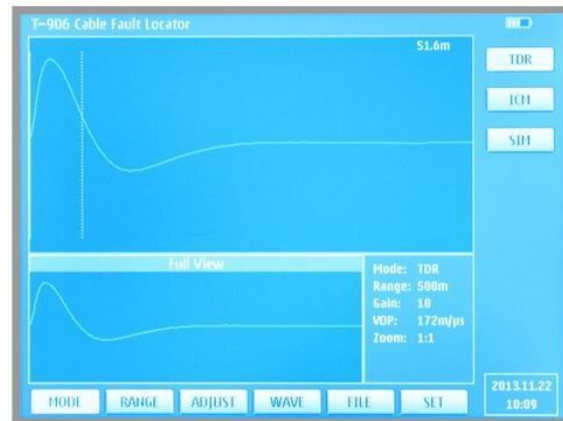 T-906 Cable Fault Locator
51.6m
TDR
ICM
SIM
Full View
Mode: TDR
Range: 500m
Gain: 10
VOP: 172m/µs
Zoom: 1:1
MODE RANGE ADJUST WAVE FILE SET
2013.11.22
10:09